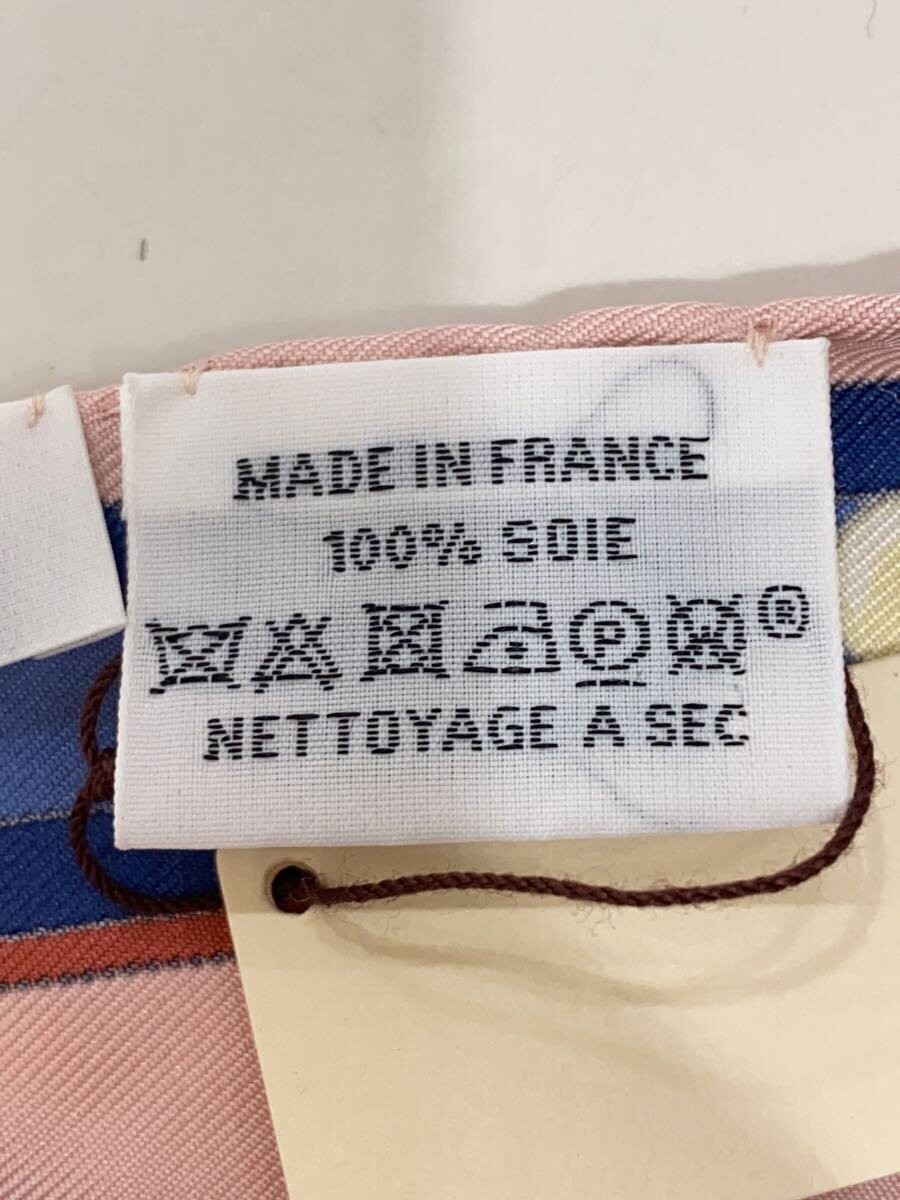 MADE IN FRANCE
100% SOIE
P ®
NETTOYAGE A SEC